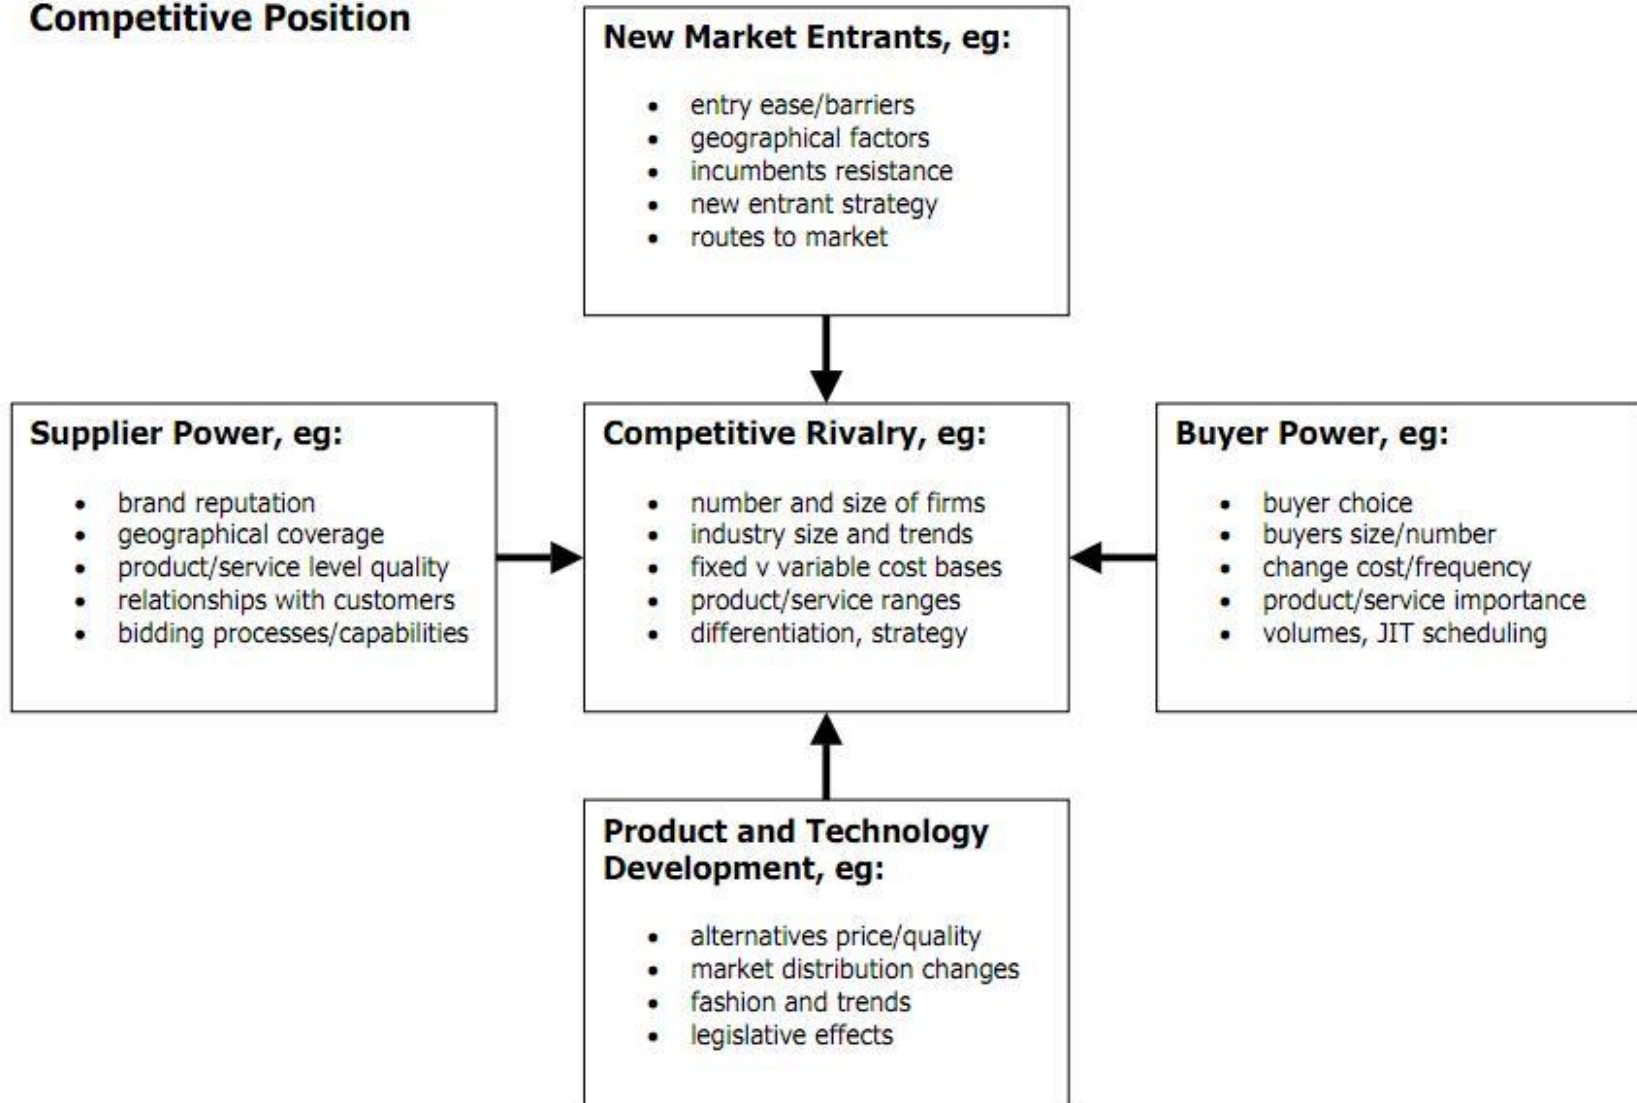 Competitive Position
New Market Entrants, eg:
• entry ease/barriers
• geographical factors
• incumbents resistance
• new entrant strategy
• routes to market
Supplier Power, eg:
• brand reputation
• geographical coverage
• product/service level quality
• relationships with customers
• bidding processes/capabilities
Competitive Rivalry, eg:
• number and size of firms
• industry size and trends
• fixed v variable cost bases
• product/service ranges
• differentiation, strategy
Buyer Power, eg:
• buyer choice
• buyers size/number
• change cost/frequency
• product/service importance
• volumes, JIT scheduling
Product and Technology
Development, eg:
• alternatives price/quality
• market distribution changes
• fashion and trends
• legislative effects